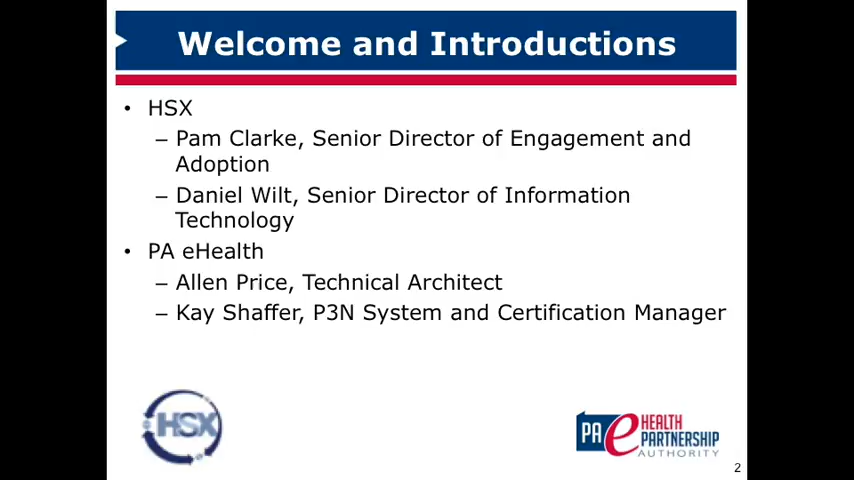 Welcome and Introductions
• HSX
– Pam Clarke, Senior Director of Engagement and
Adoption
– Daniel Wilt, Senior Director of Information
Technology
• PA eHealth
– Allen Price, Technical Architect
– Kay Shaffer, P3N System and Certification Manager
HSX
PA e HEALTH
PARTNERSHIP
AUTHORITY
2